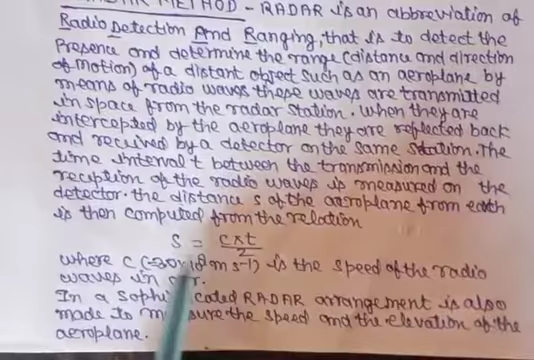 RADAR METHOD - RADAR is an abbreviation of
Radio Detection And Ranging, that is to detect the
Presence and determine the range (distance and direction
of motion) of a distant object such as an aeroplane by
means of radio waves these waves are transmitted
in space from the radar station. when they are
intercepted by the aeroplane they are reflected back
and recived by a detector on the same station. The
time interval t between the transmission and the
reception of the radio waves is measured on the
detector. the distance s of the aeroplane from earth
is then computed from the relation
S = c×t/2
where c (= 10⁸ m s-1) is the speed of the radio
waves in
In a RADAR arrangement is also
made to the speed and the elevation of the
aeroplane.